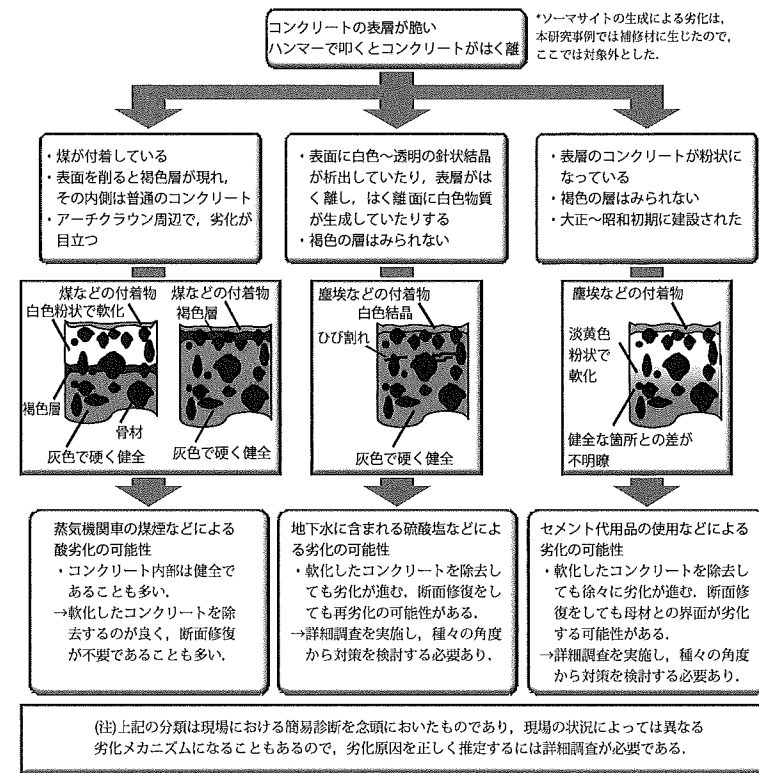 コンクリートの表層が脆い
ハンマーで叩くとコンクリートがはく離
*ソーマサイトの生成による劣化は,
本研究事例では補修材に生じたので,
ここでは対象外とした.
・煤が付着している
・表面を削ると褐色層が現れ,
その内側は普通のコンクリート
・アーチクラウン周辺で, 劣化が
目立つ
・表面に白色～透明の針状結晶
が析出していたり, 表層がは
く離し, はく離面に白色物質
が生成していたりする
・褐色の層はみられない
・表層のコンクリートが粉状に
なっている
・褐色の層はみられない
・大正～昭和初期に建設された
煤などの付着物
白色粉状で軟化
褐色層
骨材
灰色で硬く健全
煤などの付着物
褐色層
灰色で硬く健全
塵埃などの付着物
白色結晶
ひび割れ
灰色で硬く健全
塵埃などの付着物
淡黄色
粉状で
軟化
健全な箇所との差が
不明瞭
蒸気機関車の煤煙などによる
酸劣化の可能性
・コンクリート内部は健全で
あることも多い.
→軟化したコンクリートを除
去するのが良く, 断面修復
が不要であることも多い.
地下水に含まれる硫酸塩などによ
る劣化の可能性
・軟化したコンクリートを除去し
ても劣化が進む, 断面修復を
しても再劣化の可能性がある.
→詳細調査を実施し, 種々の角度
から対策を検討する必要あり.
セメント代用品の使用などによる
劣化の可能性
・軟化したコンクリートを除去し
ても徐々に劣化が進む. 断面修
復をしても母材との界面が劣化
する可能性がある.
→詳細調査を実施し, 種々の角度
から対策を検討する必要あり.
(注)上記の分類は現場における簡易診断を念頭においたものであり, 現場の状況によっては異なる
劣化メカニズムになることもあるので, 劣化原因を正しく推定するには詳細調査が必要である.